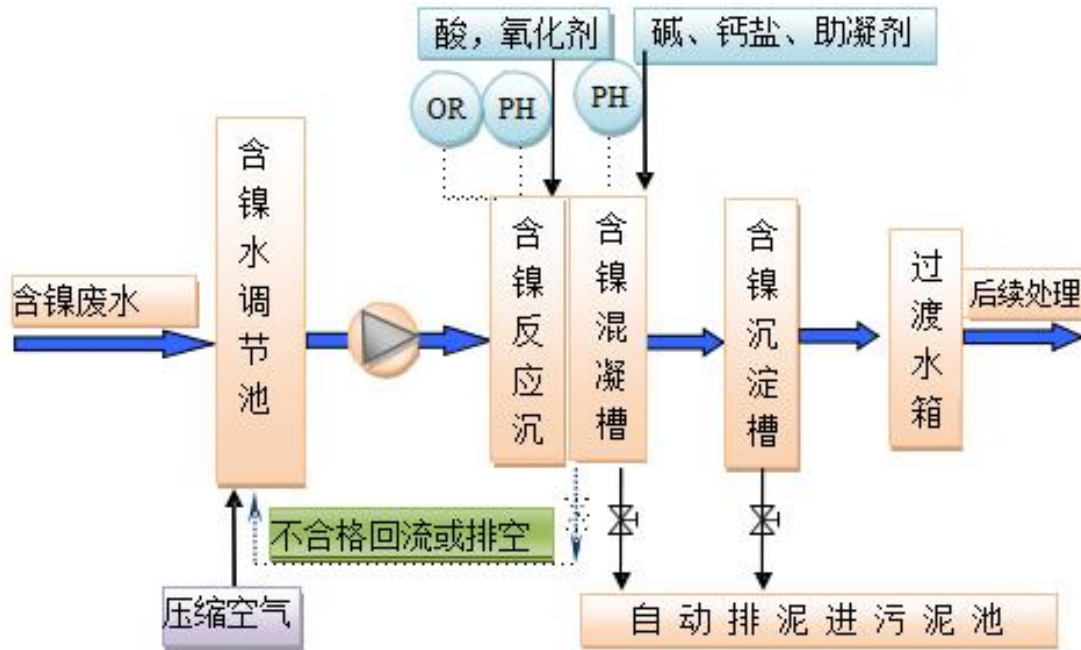 酸，氧化剂
碱、钙盐、助凝剂
OR
PH
PH
含镍废水
含镍水调节池
含镍反应沉
含镍混凝槽
含镍沉淀槽
过渡水箱
后续处理
不合格回流或排空
压缩空气
自动排泥进污泥池